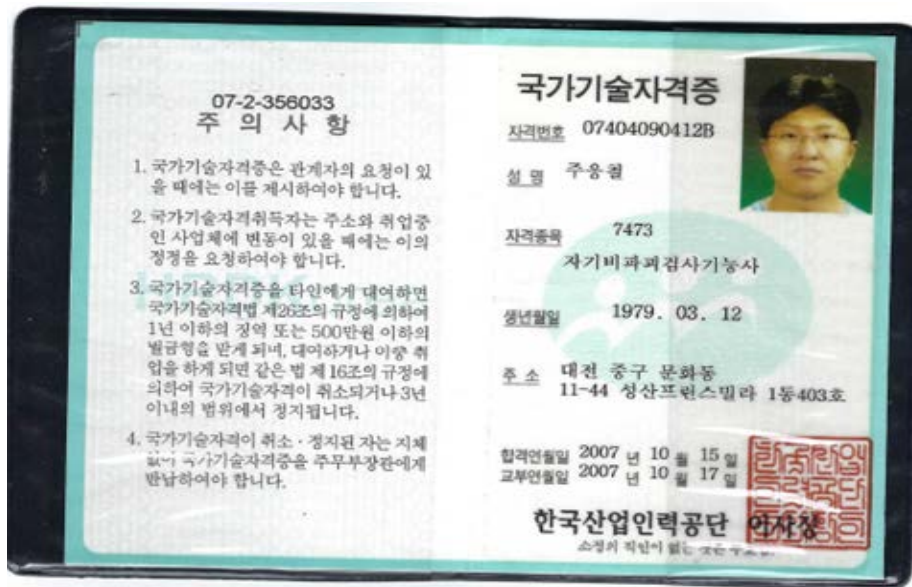 07-2-356033
주 의 사 항
1. 국가기술자격증은 관계자의 요청이 있
을 때에는 이를 제시하여야 합니다.
2. 국가기술자격취득자는 주소와 취업중
인 사업체에 변동이 있을 때에는 이의
정정을 요청하여야 합니다.
3. 국가기술자격증을 타인에게 대여하면
국가기술자격법 제26조의 규정에 의하여
1년 이하의 징역 또는 500만원 이하의
벌금형을 받게 되며, 대여하거나 이중 취
업을 하게 되면 같은 법 제16조의 규정에
의하여 국가기술자격이 취소되거나 3년
이내의 범위에서 정지됩니다.
4. 국가기술자격이 취소·정지된 자는 지체
없이 국가기술자격증을 주무부장관에게
반납하여야 합니다.
국가기술자격증
자격번호 07404090412B
성 명 주웅철
자격종목 7473
자기비파괴검사기능사
생년월일 1979. 03. 12
주 소 대전 중구 문화동
11-44 성산프린스빌라 1동403호
합격연월일 2007 년 10 월 15 일
교부연월일 2007 년 10 월 17 일
한국산업인력공단 이사장
소정의 직인이 없는 것은